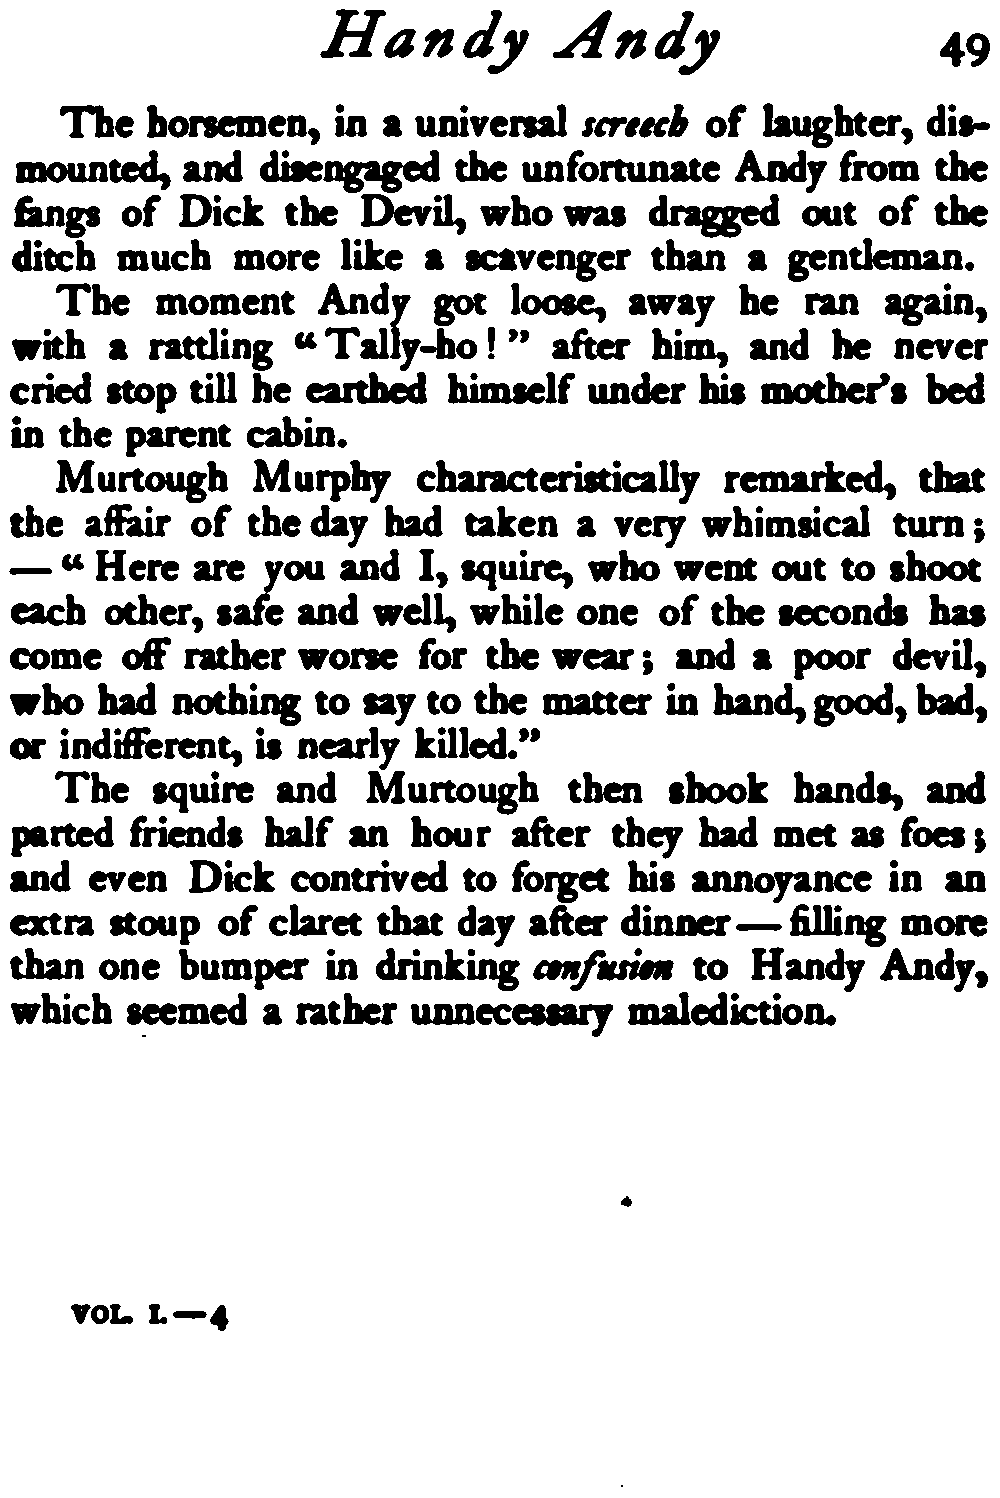 Handy Andy 49
The horsemen, in a universal screech of laughter, dis-
mounted, and disengaged the unfortunate Andy from the
fangs of Dick the Devil, who was dragged out of the
ditch much more like a scavenger than a gentleman.
The moment Andy got loose, away he ran again,
with a rattling “Tally-ho!” after him, and he never
cried stop till he earthed himself under his mother’s bed
in the parent cabin.
Murtough Murphy characteristically remarked, that
the affair of the day had taken a very whimsical turn;
—“Here are you and I, squire, who went out to shoot
each other, safe and well, while one of the seconds has
come off rather worse for the wear; and a poor devil,
who had nothing to say to the matter in hand, good, bad,
or indifferent, is nearly killed.”
The squire and Murtough then shook hands, and
parted friends half an hour after they had met as foes;
and even Dick contrived to forget his annoyance in an
extra stoup of claret that day after dinner—filling more
than one bumper in drinking confusion to Handy Andy,
which seemed a rather unnecessary malediction.
VOL. I.—4